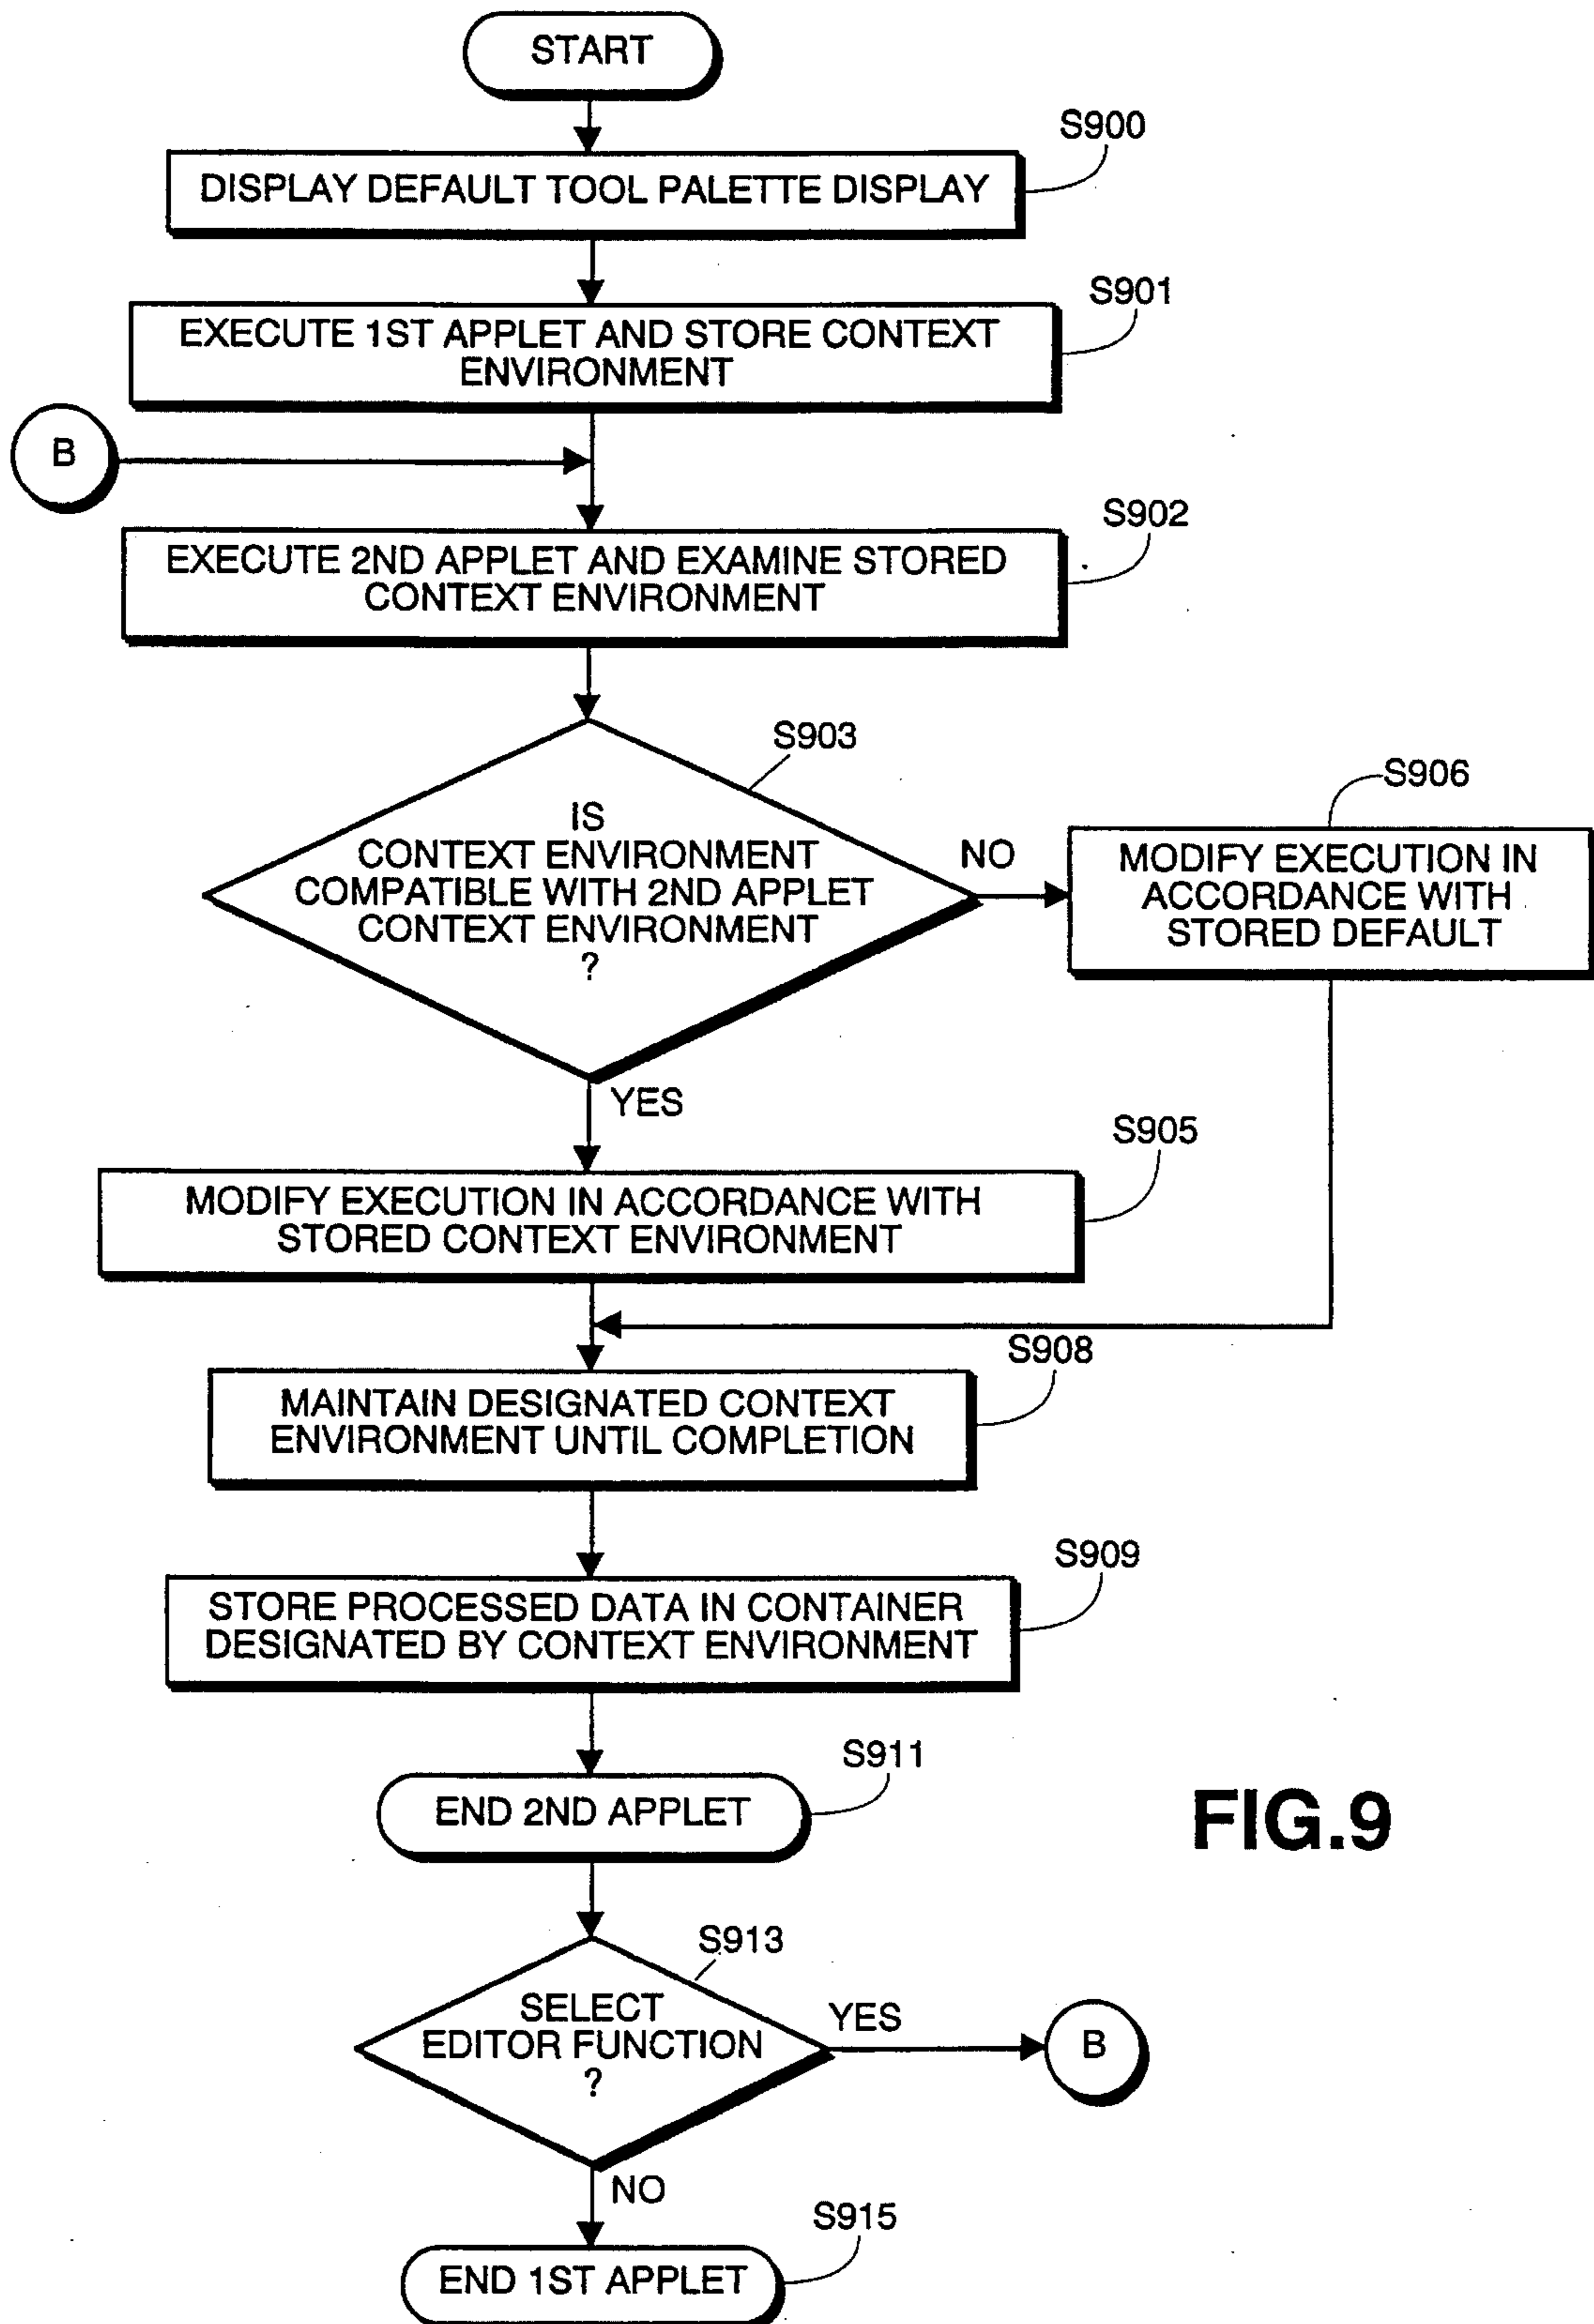 START
S900
DISPLAY DEFAULT TOOL PALETTE DISPLAY
S901
EXECUTE 1ST APPLET AND STORE CONTEXT
ENVIRONMENT
B
S902
EXECUTE 2ND APPLET AND EXAMINE STORED
CONTEXT ENVIRONMENT
S903
IS
CONTEXT ENVIRONMENT
COMPATIBLE WITH 2ND APPLET
CONTEXT ENVIRONMENT
?
NO
S906
MODIFY EXECUTION IN
ACCORDANCE WITH
STORED DEFAULT
YES
S905
MODIFY EXECUTION IN ACCORDANCE WITH
STORED CONTEXT ENVIRONMENT
S908
MAINTAIN DESIGNATED CONTEXT
ENVIRONMENT UNTIL COMPLETION
S909
STORE PROCESSED DATA IN CONTAINER
DESIGNATED BY CONTEXT ENVIRONMENT
S911
END 2ND APPLET
FIG.9
S913
SELECT
EDITOR FUNCTION
?
YES
B
NO
S915
END 1ST APPLET